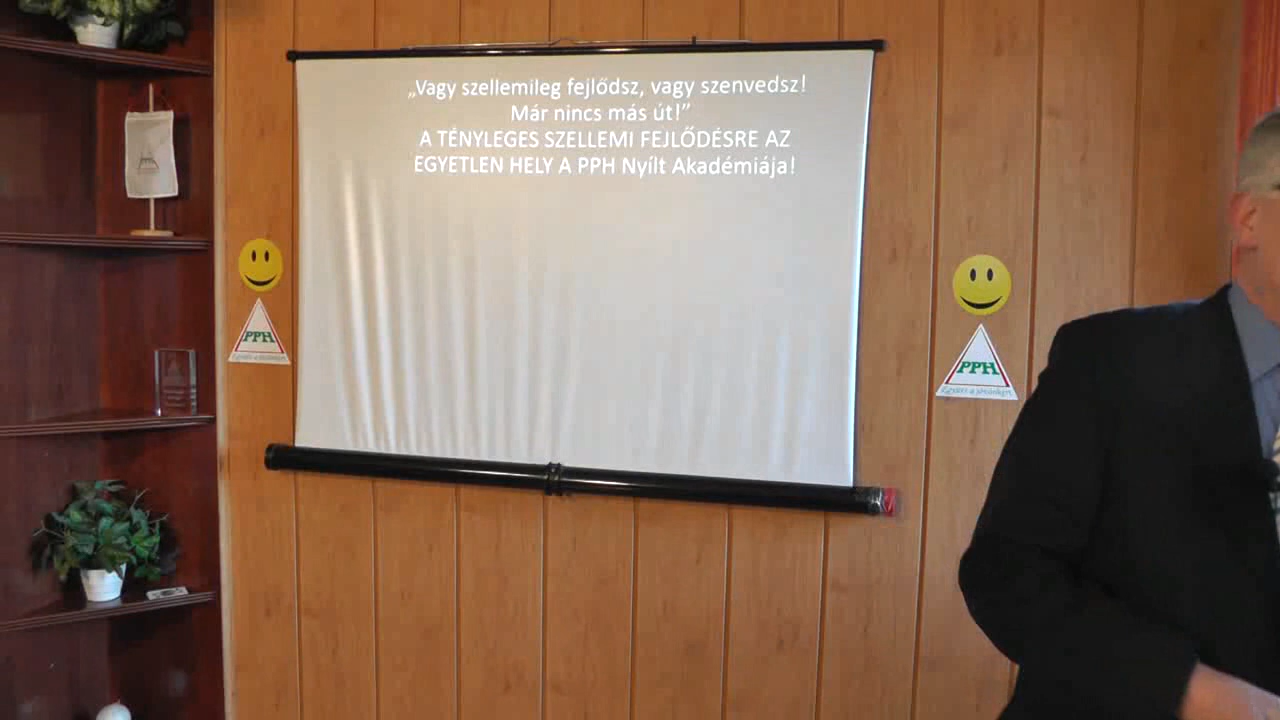 „Vagy szellemileg fejlődsz, vagy szenvedsz!
Már nincs más út!”
A TÉNYLEGES SZELLEMI FEJLŐDÉSRE AZ
EGYETLEN HELY A PPH Nyílt Akadémiája!
PPH
PPH